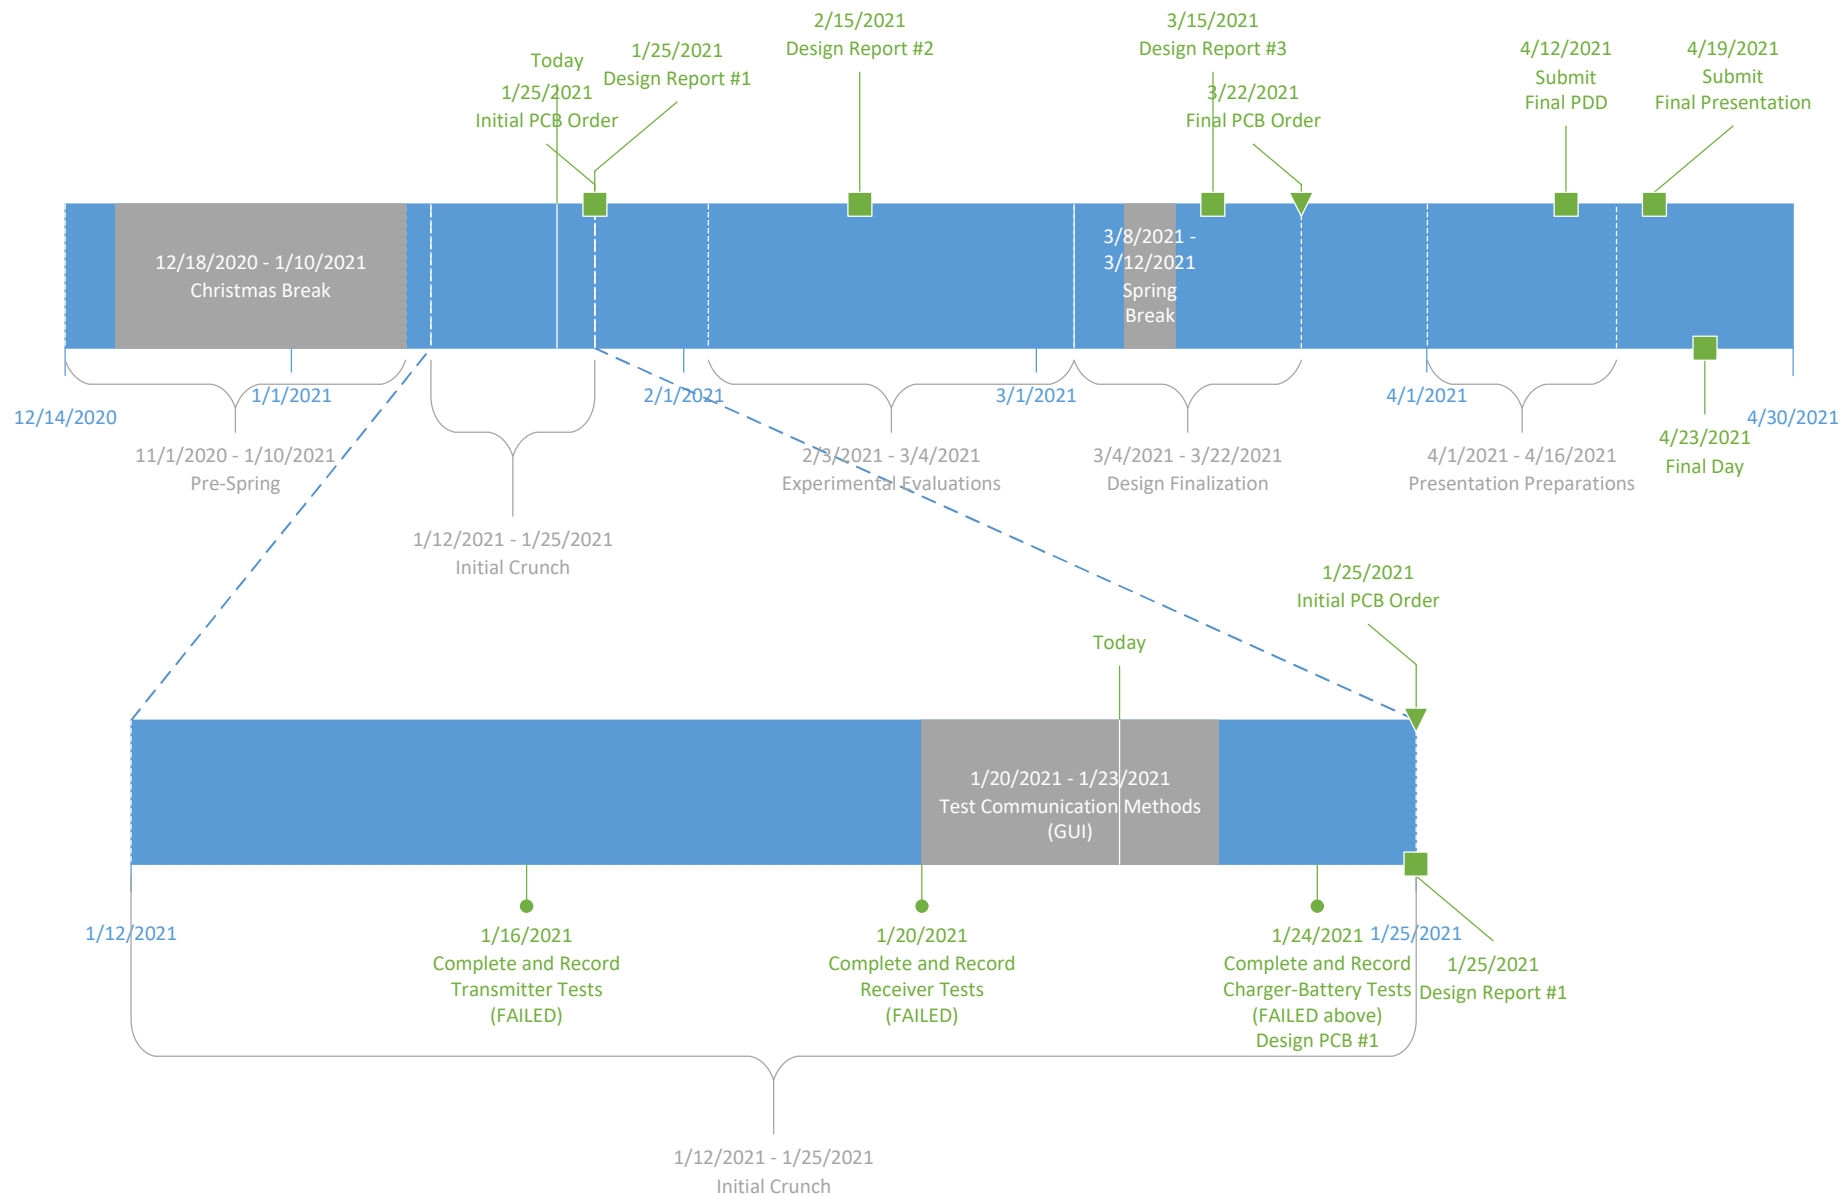 2/15/2021
Design Report #2
3/15/2021
Design Report #3
Today
1/25/2021
Design Report #1
1/25/2021
Initial PCB Order
3/22/2021
Final PCB Order
4/12/2021
Submit
Final PDD
4/19/2021
Submit
Final Presentation
12/18/2020 - 1/10/2021
Christmas Break
3/8/2021 -
3/12/2021
Spring
Break
12/14/2020
1/1/2021
2/1/2021
3/1/2021
4/1/2021
4/30/2021
11/1/2020 - 1/10/2021
Pre-Spring
1/12/2021 - 1/25/2021
Initial Crunch
2/3/2021 - 3/4/2021
Experimental Evaluations
3/4/2021 - 3/22/2021
Design Finalization
4/1/2021 - 4/16/2021
Presentation Preparations
4/23/2021
Final Day
1/25/2021
Initial PCB Order
Today
1/20/2021 - 1/23/2021
Test Communication Methods
(GUI)
1/12/2021
1/16/2021
Complete and Record
Transmitter Tests
(FAILED)
1/20/2021
Complete and Record
Receiver Tests
(FAILED)
1/24/2021
Complete and Record
Charger-Battery Tests
(FAILED above)
Design PCB #1
1/25/2021
1/25/2021
Design Report #1
1/12/2021 - 1/25/2021
Initial Crunch